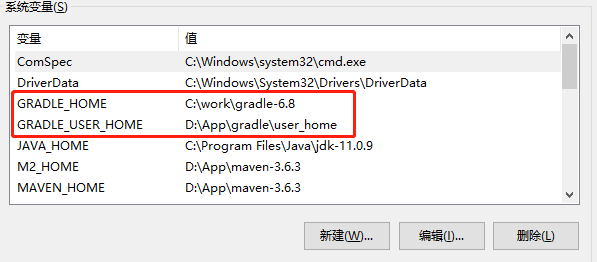 系统变量(S)
变量 值
ComSpec C:\Windows\system32\cmd.exe
DriverData C:\Windows\System32\Drivers\DriverData
GRADLE_HOME C:\work\gradle-6.8
GRADLE_USER_HOME D:\App\gradle\user_home
JAVA_HOME C:\Program Files\Java\jdk-11.0.9
M2_HOME D:\App\maven-3.6.3
MAVEN_HOME D:\App\maven-3.6.3
新建(W)... 编辑(I)... 删除(L)